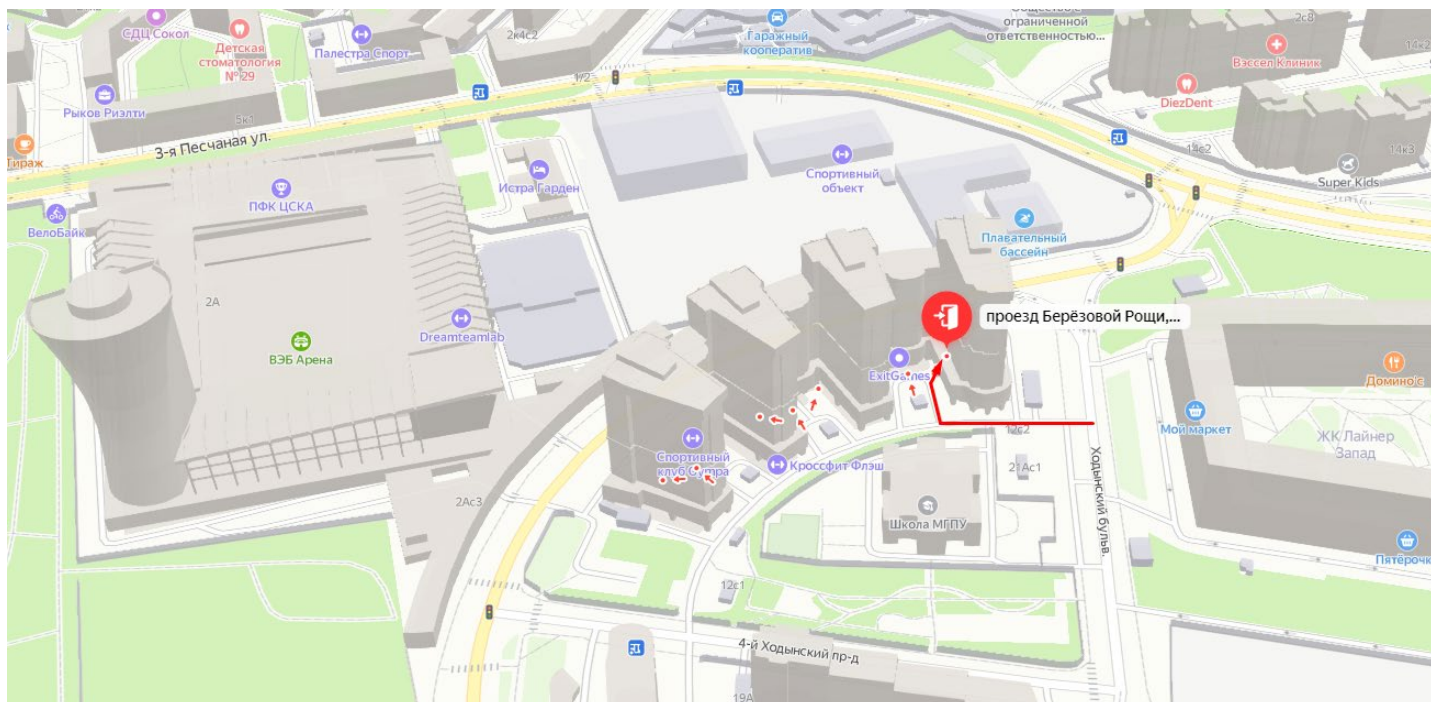 СДЦ Сокол
Детская
стоматология
№ 29
Палестра Спорт
2к4с2
Гаражный
кооператив
ограниченной
ответственностью...
2с8
14к2
Вэссел Клиник
DiezDent
Рыков Риэлти
5к1
1/2
Тираж
3-я Песчаная ул.
14с2
14к3
Super Kids
Истра Гарден
Спортивный
объект
ПФК ЦСКА
ВелоБайк
Плавательный
бассейн
2А
Dreamteamlab
ВЭБ Арена
проезд Берёзовой Рощи,...
ExitGames
Домино'с
12с2
Мой маркет
ЖК Лайнер
Запад
Спортивный
клуб
Кроссфит Флэш
21Ас1
Ходынский бульв.
2Ас3
Школа МГПУ
Пятёрочк
12с1
4-й Ходынский пр-д
19А